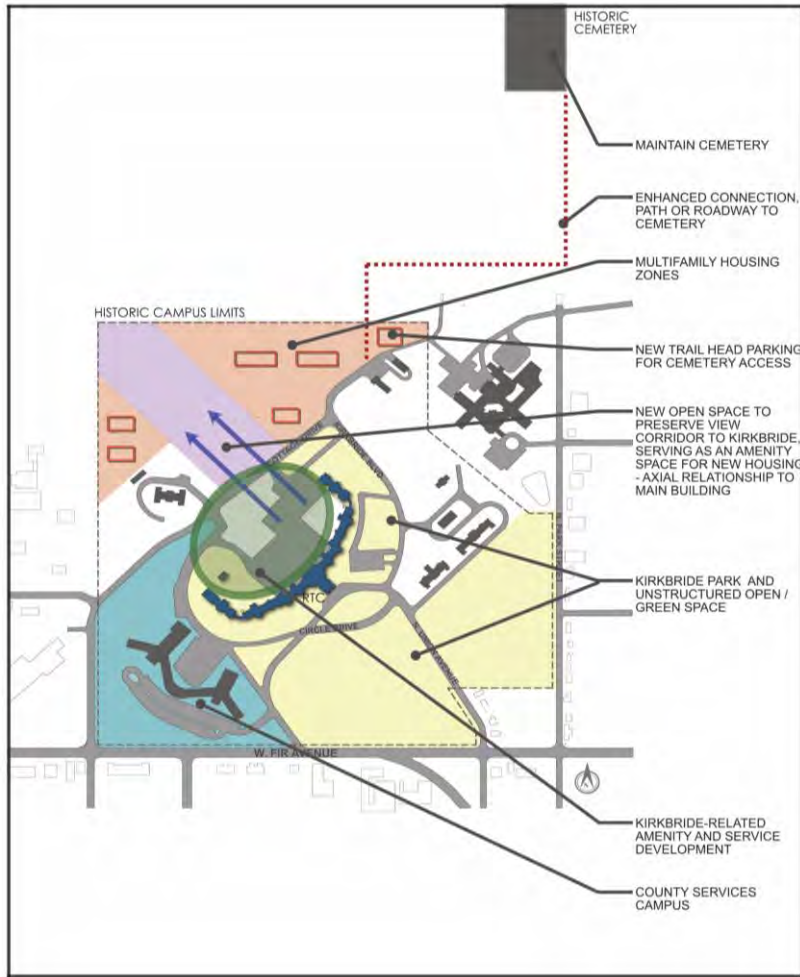 HISTORIC
CEMETERY
MAINTAIN CEMETERY
ENHANCED CONNECTION,
PATH OR ROADWAY TO
CEMETERY
MULTIFAMILY HOUSING
ZONES
HISTORIC CAMPUS LIMITS
NEW TRAIL HEAD PARKING
FOR CEMETERY ACCESS
NEW OPEN SPACE TO
PRESERVE VIEW
CORRIDOR TO KIRKBRIDE,
SERVING AS AN AMENITY
SPACE FOR NEW HOUSING
- AXIAL RELATIONSHIP TO
MAIN BUILDING
KIRKBRIDE PARK AND
UNSTRUCTURED OPEN /
GREEN SPACE
RTC
CIRCLE DRIVE
AVENUE
W. FIR AVENUE
KIRKBRIDE-RELATED
AMENITY AND SERVICE
DEVELOPMENT
COUNTY SERVICES
CAMPUS